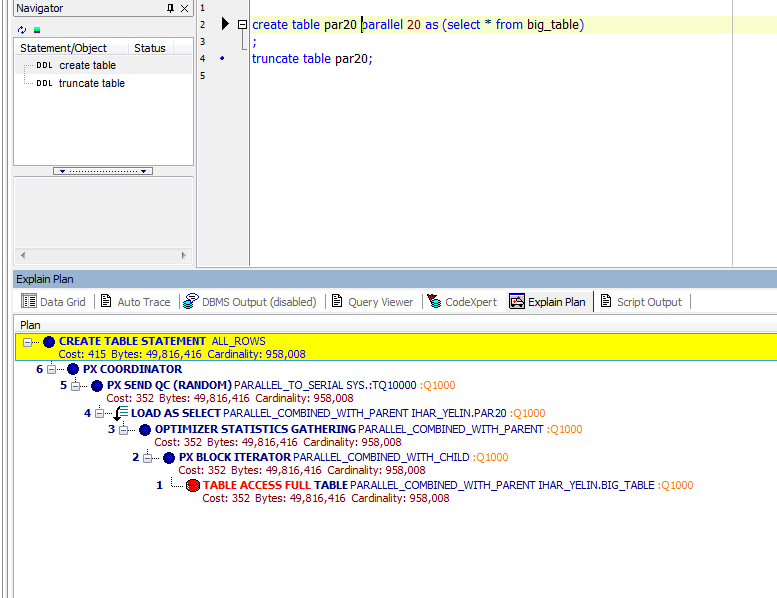 Navigator
Statement/Object Status
DDL create table
DDL truncate table
1
2 create table par20 parallel 20 as (select * from big_table)
3 ;
4 truncate table par20;
5
Explain Plan
Data Grid Auto Trace DBMS Output (disabled) Query Viewer CodeXpert Explain Plan Script Output
Plan
CREATE TABLE STATEMENT ALL_ROWS
Cost: 415 Bytes: 49,816,416 Cardinality: 958,008
6 PX COORDINATOR
5 PX SEND QC (RANDOM) PARALLEL_TO_SERIAL SYS.:TQ10000 :Q1000
Cost: 352 Bytes: 49,816,416 Cardinality: 958,008
4 LOAD AS SELECT PARALLEL_COMBINED_WITH_PARENT IHAR_YELIN.PAR20 :Q1000
3 OPTIMIZER STATISTICS GATHERING PARALLEL_COMBINED_WITH_PARENT :Q1000
Cost: 352 Bytes: 49,816,416 Cardinality: 958,008
2 PX BLOCK ITERATOR PARALLEL_COMBINED_WITH_CHILD :Q1000
Cost: 352 Bytes: 49,816,416 Cardinality: 958,008
1 TABLE ACCESS FULL TABLE PARALLEL_COMBINED_WITH_PARENT IHAR_YELIN.BIG_TABLE :Q1000
Cost: 352 Bytes: 49,816,416 Cardinality: 958,008